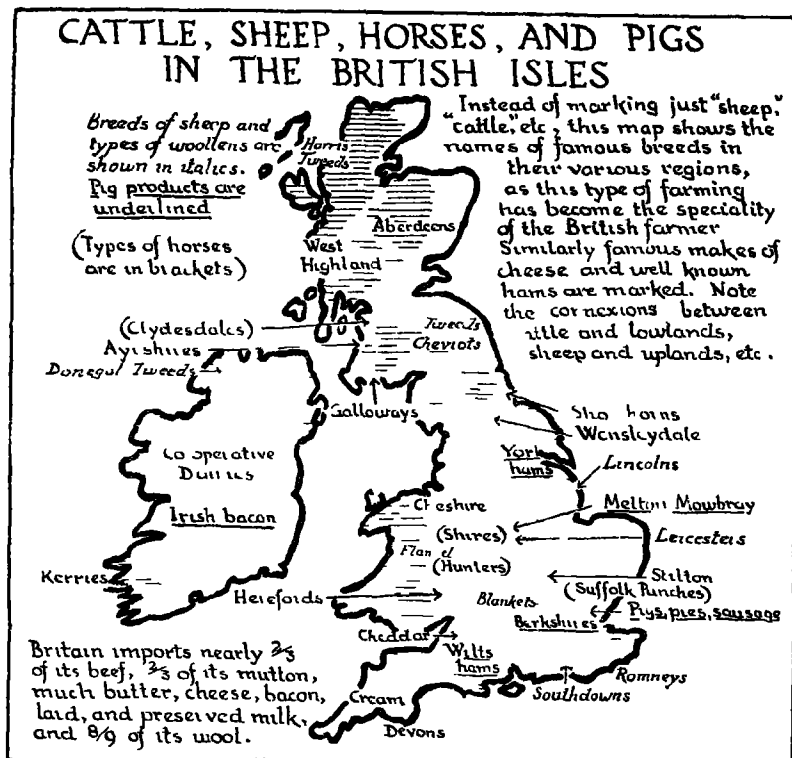 CATTLE, SHEEP, HORSES, AND PIGS
IN THE BRITISH ISLES
Breeds of sheep and
types of woollens are
shown in italics.
Pig products are
underlined
(Types of horses
are in brackets)
Instead of marking just "sheep,"
"cattle," etc, this map shows the
names of famous breeds in
their various regions,
as this type of farming
has become the speciality
of the British farmer
Similarly famous makes of
cheese and well known
hams are marked. Note
the connexions between
cattle and lowlands,
sheep and uplands, etc.
Harris
Tweeds
Aberdeens
West
Highland
(Clydesdales)
Ayrshires
Donegal Tweeds
Tweeds
Cheviots
Galloways
Shorthorns
Wensleydale
York
hams
Lincolns
Co operative
Dairies
Irish bacon
Cheshire
Melton Mowbray
(Shires)
Leicesters
Flannel
(Hunters)
Kerries
Stilton
(Suffolk Punches)
Herefords
Blankets
Pigs, pies, sausage
Berkshires
Cheddar
Wilts
hams
Romneys
Southdowns
Cream
Devons
Britain imports nearly 2/3
of its beef, 2/3 of its mutton,
much butter, cheese, bacon,
lard, and preserved milk,
and 8/9 of its wool.